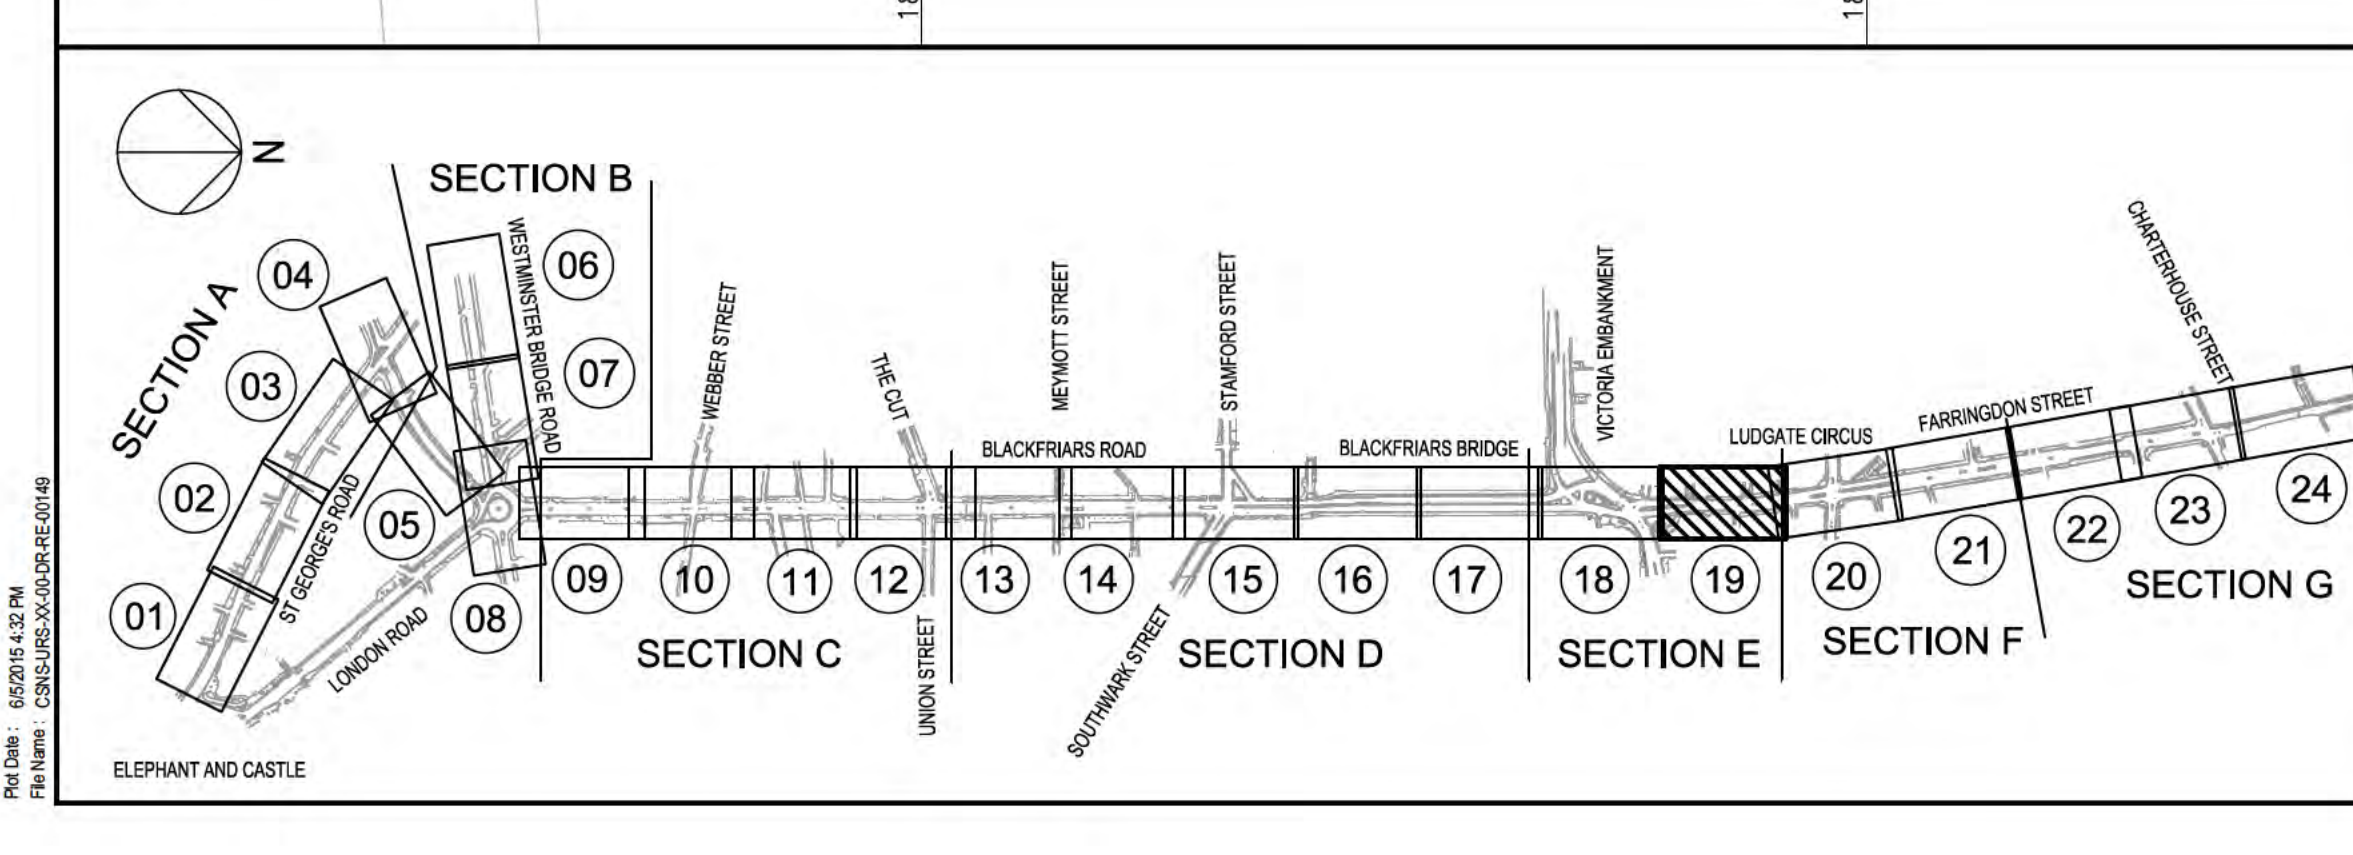 18
18
N
SECTION B
SECTION A
04
03
02
01
05
06
07
08
WESTMINSTER BRIDGE ROAD
ST GEORGE'S ROAD
LONDON ROAD
ELEPHANT AND CASTLE
WEBBER STREET
THE CUT
UNION STREET
MEYMOTT STREET
BLACKFRIARS ROAD
STAMFORD STREET
SOUTHWARK STREET
BLACKFRIARS BRIDGE
VICTORIA EMBANKMENT
LUDGATE CIRCUS
FARRINGDON STREET
CHARTERHOUSE STREET
09
10
11
12
13
14
15
16
17
18
19
20
21
22
23
24
SECTION C
SECTION D
SECTION E
SECTION F
SECTION G
Plot Date : 6/5/2015 4:32 PM
File Name : CSNS-URS-XX-00-DR-RE-00149